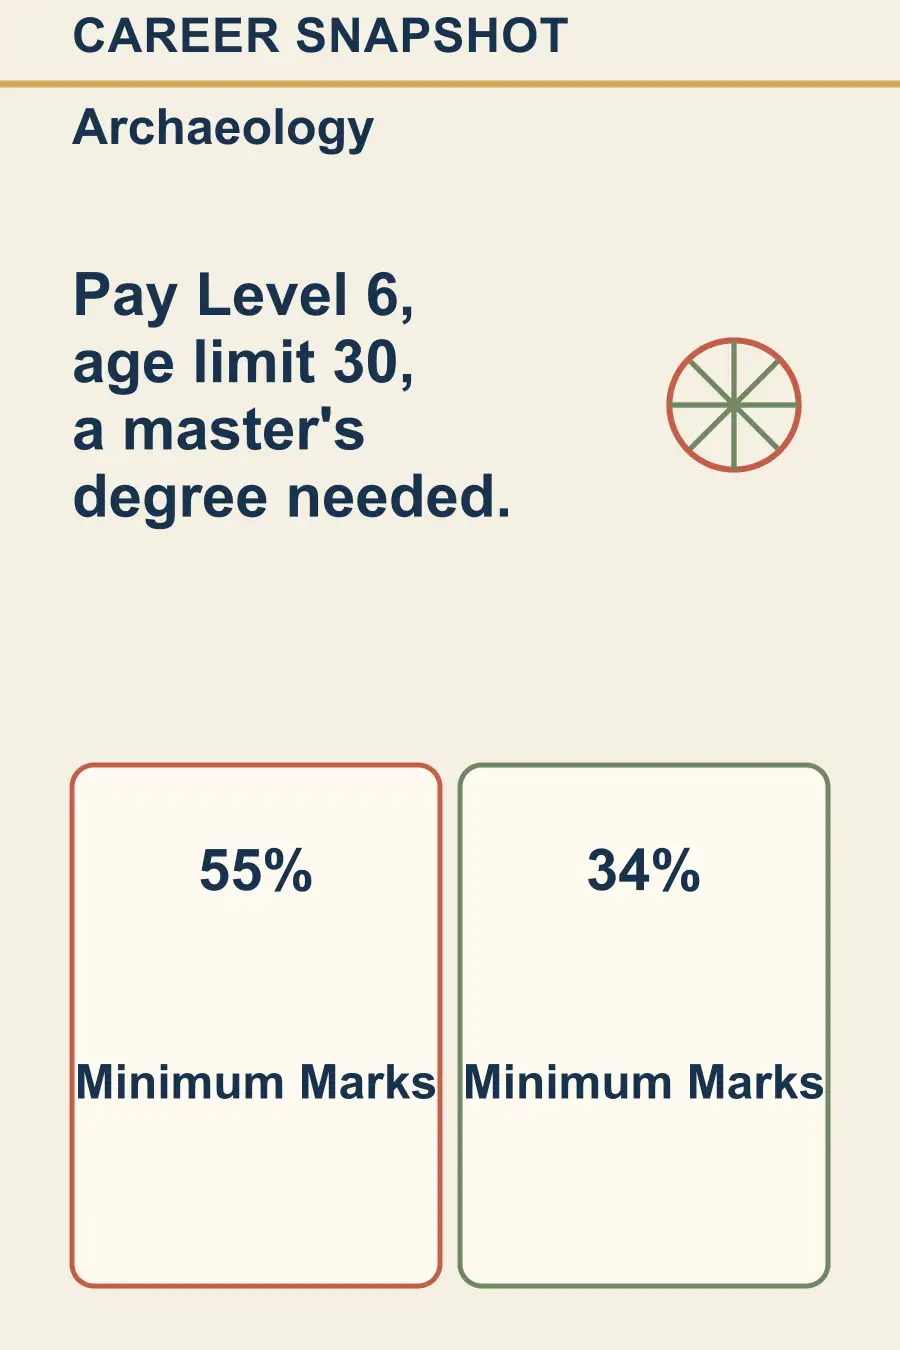 CAREER SNAPSHOT
Archaeology
Pay Level 6,
age limit 30,
a master's
degree needed.
55%
Minimum Marks
34%
Minimum Marks